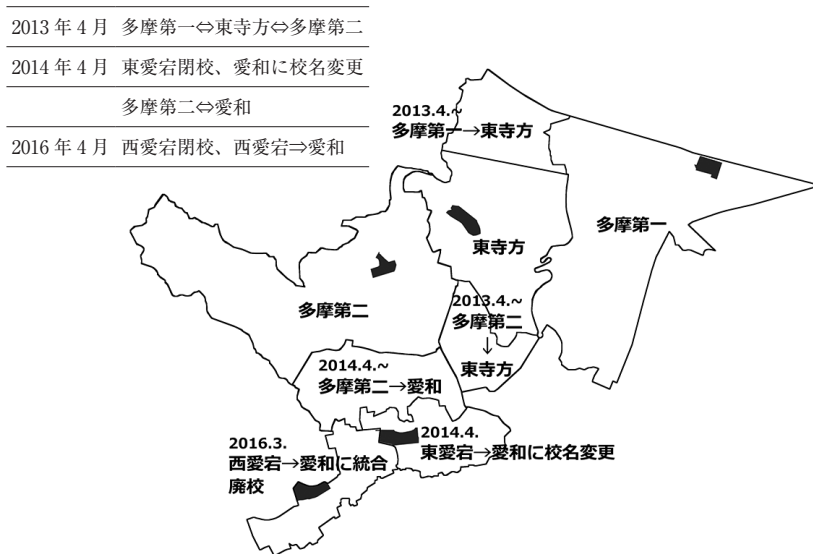 2013 年 4 月 多摩第一⇔東寺方⇔多摩第二
2014 年 4 月 東愛宕閉校、愛和に校名変更
多摩第二⇔愛和
2016 年 4 月 西愛宕閉校、西愛宕⇒愛和
2013.4.~
多摩第一→東寺方
多摩第一
東寺方
多摩第二
2013.4.~
多摩第二
↓
東寺方
2014.4.~
多摩第二→愛和
2014.4.
東愛宕→愛和に校名変更
2016.3.
西愛宕→愛和に統合
廃校